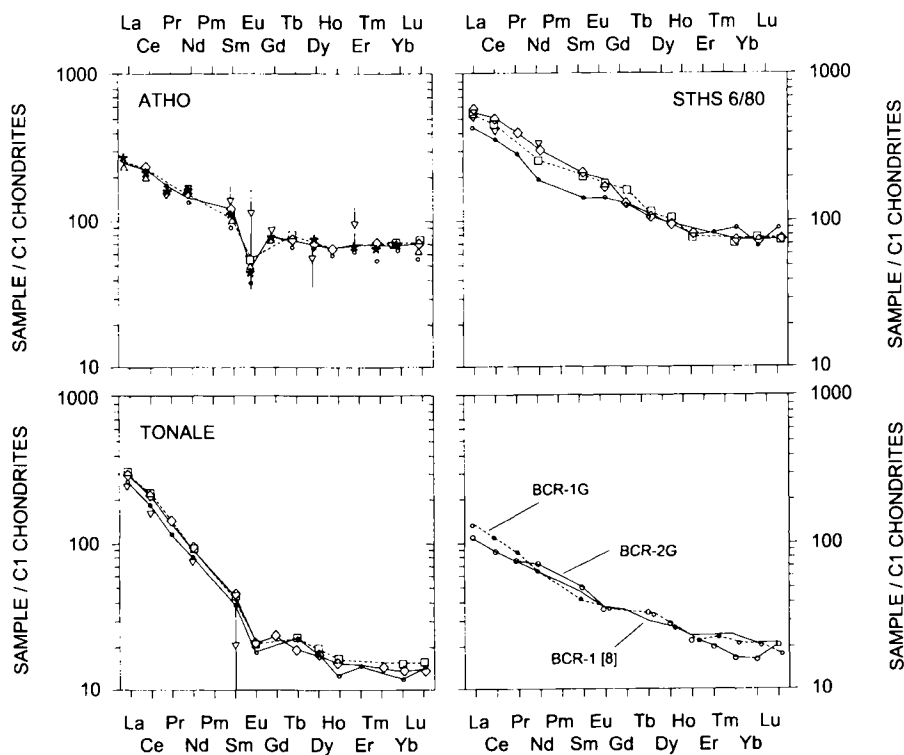 La Pr Pm Eu Tb Ho Tm Lu
Ce Nd Sm Gd Dy Er Yb
La Pr Pm Eu Tb Ho Tm Lu
Ce Nd Sm Gd Dy Er Yb
1000
100
10
SAMPLE / C1 CHONDRITES
ATHO
STHS 6/80
1000
100
10
SAMPLE / C1 CHONDRITES
1000
100
10
SAMPLE / C1 CHONDRITES
TONALE
BCR-1G
BCR-2G
BCR-1 [8]
1000
100
10
SAMPLE / C1 CHONDRITES
La Pr Pm Eu Tb Ho Tm Lu
Ce Nd Sm Gd Dy Er Yb
La Pr Pm Eu Tb Ho Tm Lu
Ce Nd Sm Gd Dy Er Yb